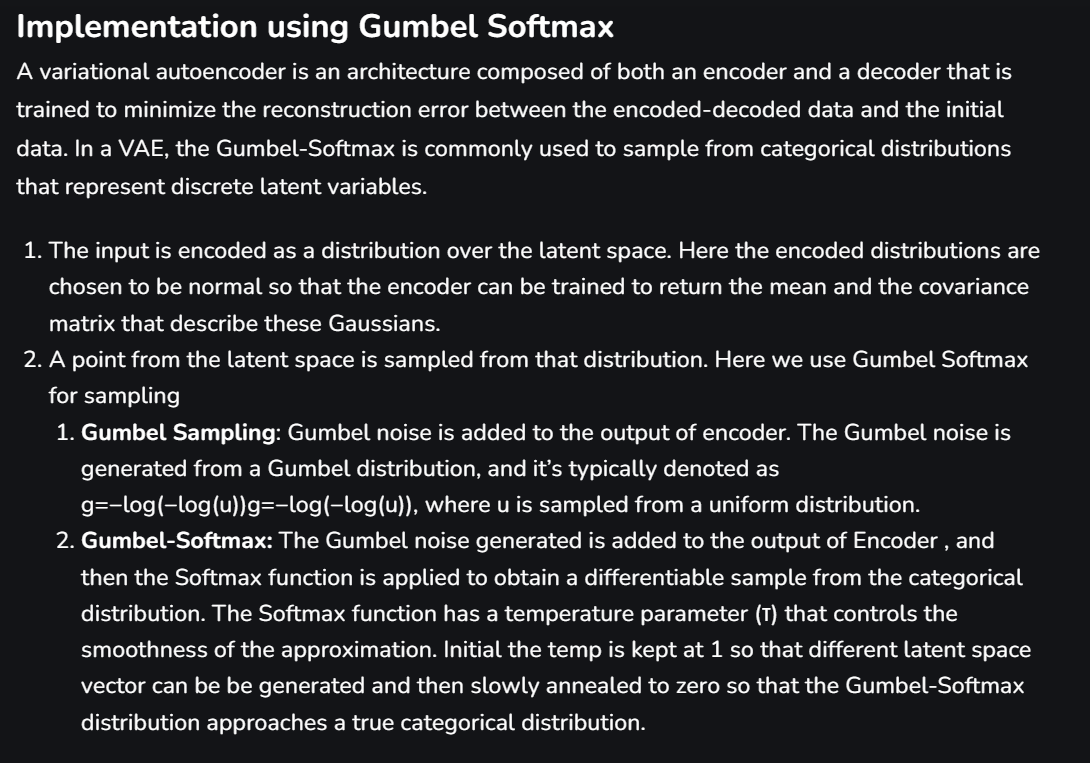 Implementation using Gumbel Softmax
A variational autoencoder is an architecture composed of both an encoder and a decoder that is
trained to minimize the reconstruction error between the encoded-decoded data and the initial
data. In a VAE, the Gumbel-Softmax is commonly used to sample from categorical distributions
that represent discrete latent variables.
1. The input is encoded as a distribution over the latent space. Here the encoded distributions are
chosen to be normal so that the encoder can be trained to return the mean and the covariance
matrix that describe these Gaussians.
2. A point from the latent space is sampled from that distribution. Here we use Gumbel Softmax
for sampling
1. Gumbel Sampling: Gumbel noise is added to the output of encoder. The Gumbel noise is
generated from a Gumbel distribution, and it’s typically denoted as
g=−log(−log(u))g=−log(−log(u)), where u is sampled from a uniform distribution.
2. Gumbel-Softmax: The Gumbel noise generated is added to the output of Encoder , and
then the Softmax function is applied to obtain a differentiable sample from the categorical
distribution. The Softmax function has a temperature parameter (τ) that controls the
smoothness of the approximation. Initial the temp is kept at 1 so that different latent space
vector can be be generated and then slowly annealed to zero so that the Gumbel-Softmax
distribution approaches a true categorical distribution.